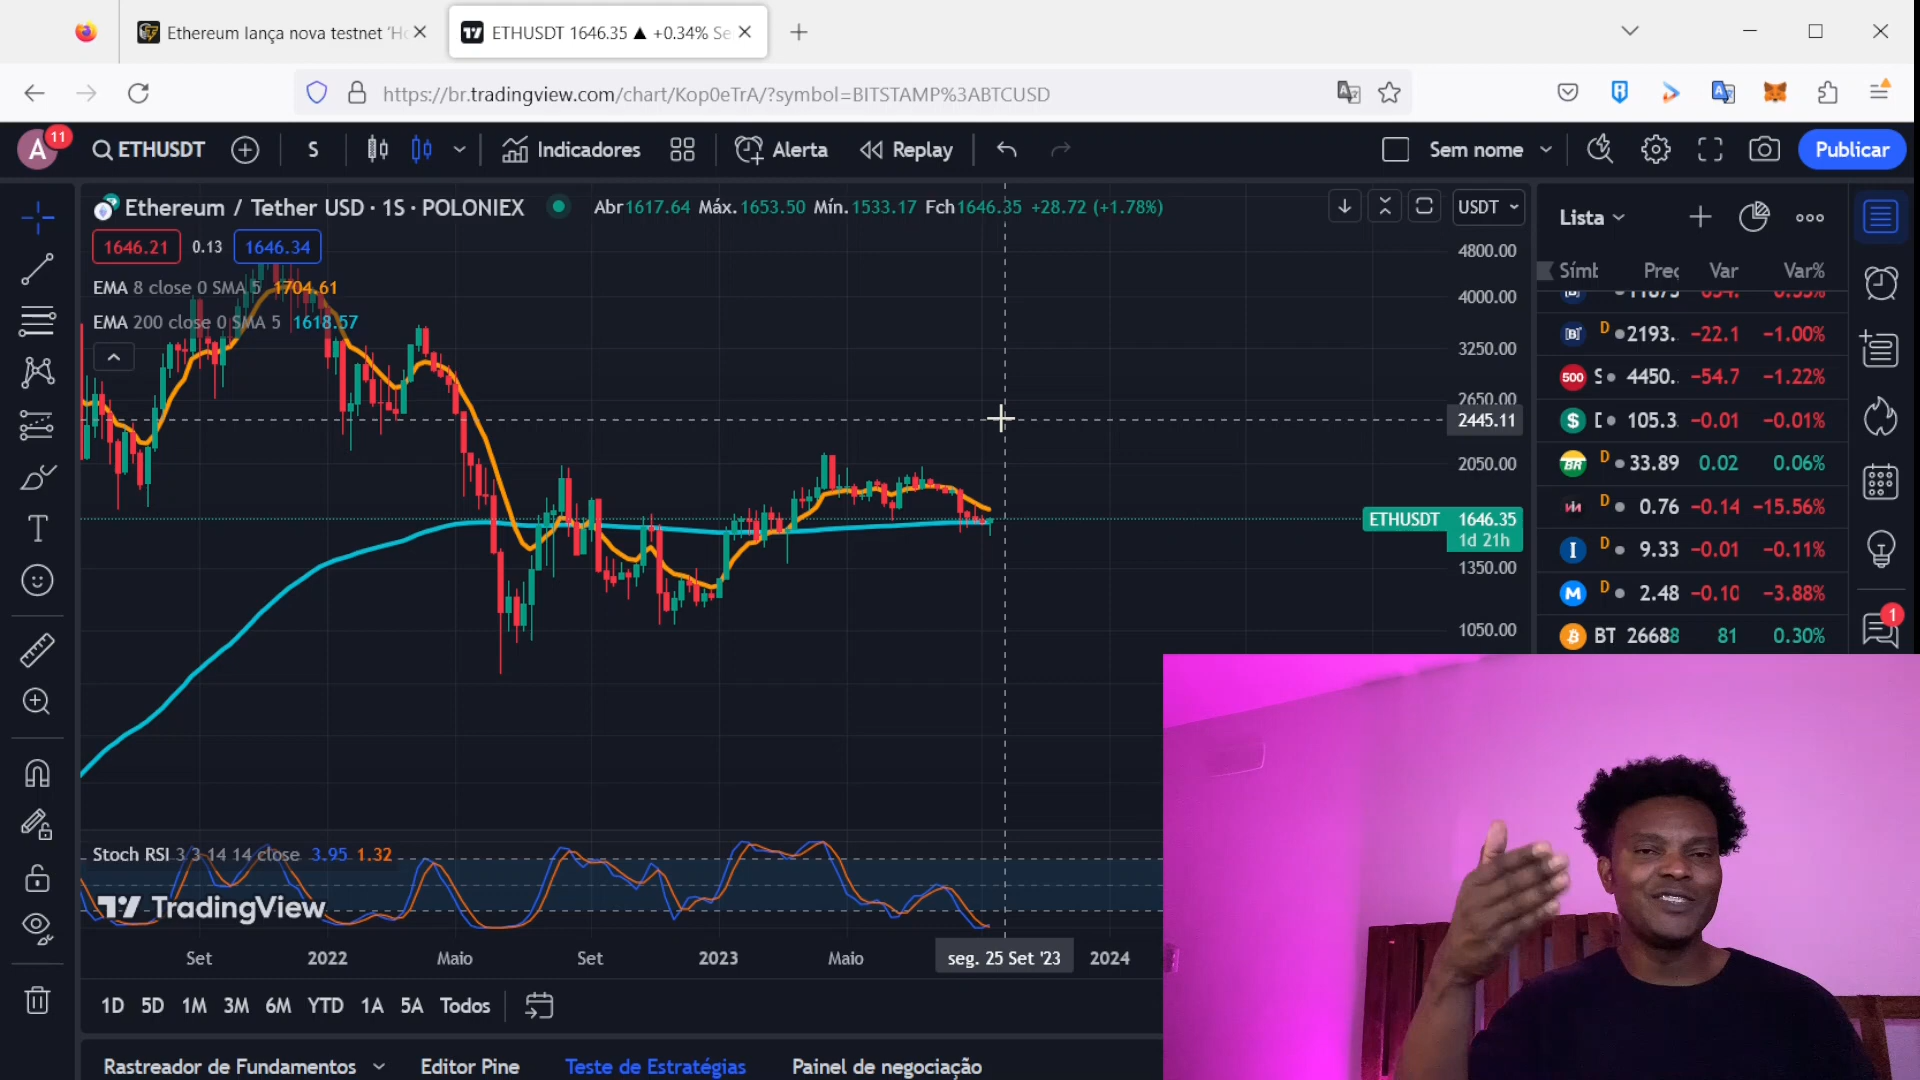 Ethereum lança nova testnet 'Ho
ETHUSDT 1646.35 ▲ +0.34% Se
https://br.tradingview.com/chart/Kop0eTrA/?symbol=BITSTAMP%3ABTCUSD
A 11
ETHUSDT
S
Indicadores
Alerta
Replay
Sem nome
Publicar
Ethereum / Tether USD · 1S · POLONIEX
Abr1617.64 Máx.1653.50 Mín.1533.17 Fch1646.35 +28.72 (+1.78%)
USDT
1646.21 0.13 1646.34
EMA 8 close 0 SMA 5 1704.61
EMA 200 close 0 SMA 5 1618.57
4800.00
4000.00
3250.00
2650.00
2445.11
2050.00
ETHUSDT 1646.35
1d 21h
1350.00
1050.00
Lista
Símb Preç Var Var%
D 2193. −22.1 −1.00%
500 S 4450. −54.7 −1.22%
$ 105.3 −0.01 −0.01%
BR D 33.89 0.02 0.06%
D 0.76 −0.14 −15.56%
I D 9.33 −0.01 −0.11%
M D 2.48 −0.10 −3.88%
BT 26688 81 0.30%
1
Stoch RSI 3 3 14 14 close 3.95 1.32
TradingView
Set 2022 Maio Set 2023 Maio seg. 25 Set '23 2024
1D 5D 1M 3M 6M YTD 1A 5A Todos
Rastreador de Fundamentos Editor Pine Teste de Estratégias Painel de negociação